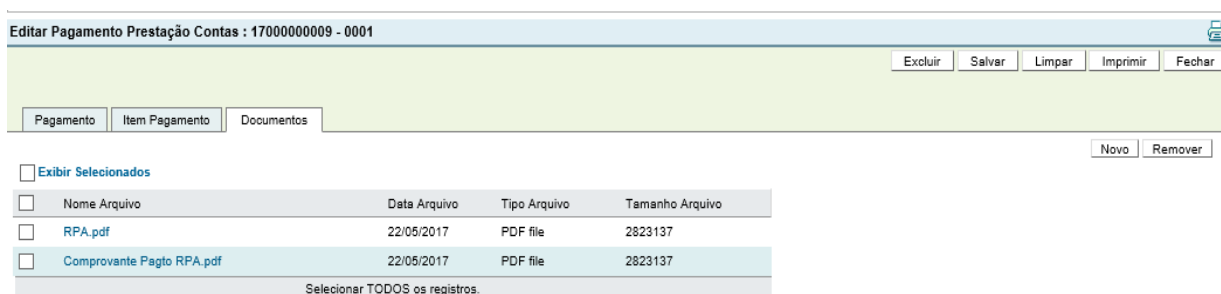 Editar Pagamento Prestação Contas : 17000000009 - 0001
Excluir Salvar Limpar Imprimir Fechar
Pagamento Item Pagamento Documentos
Novo Remover
Exibir Selecionados
Nome Arquivo Data Arquivo Tipo Arquivo Tamanho Arquivo
RPA.pdf 22/05/2017 PDF file 2823137
Comprovante Pagto RPA.pdf 22/05/2017 PDF file 2823137
Selecionar TODOS os registros.